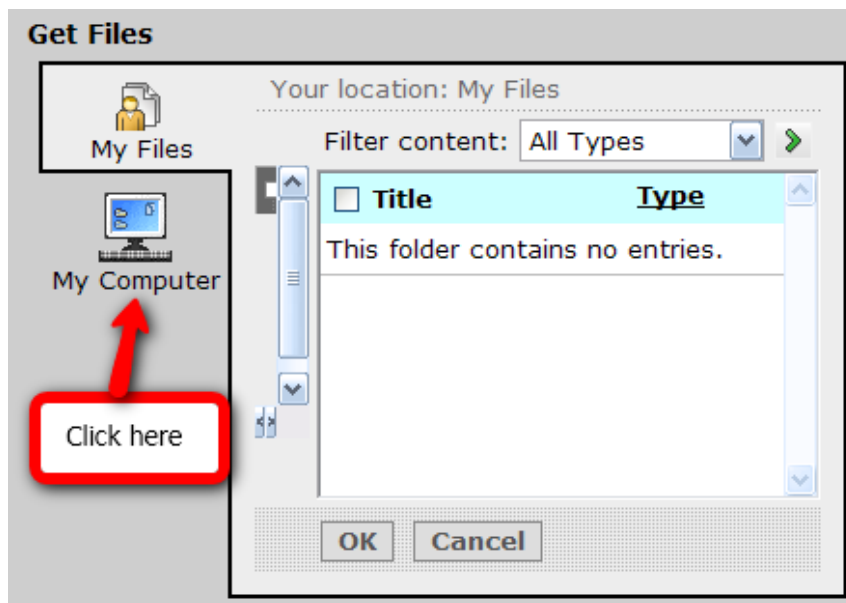 Get Files
My Files
Your location: My Files
Filter content: All Types
Title Type
This folder contains no entries.
My Computer
Click here
OK Cancel